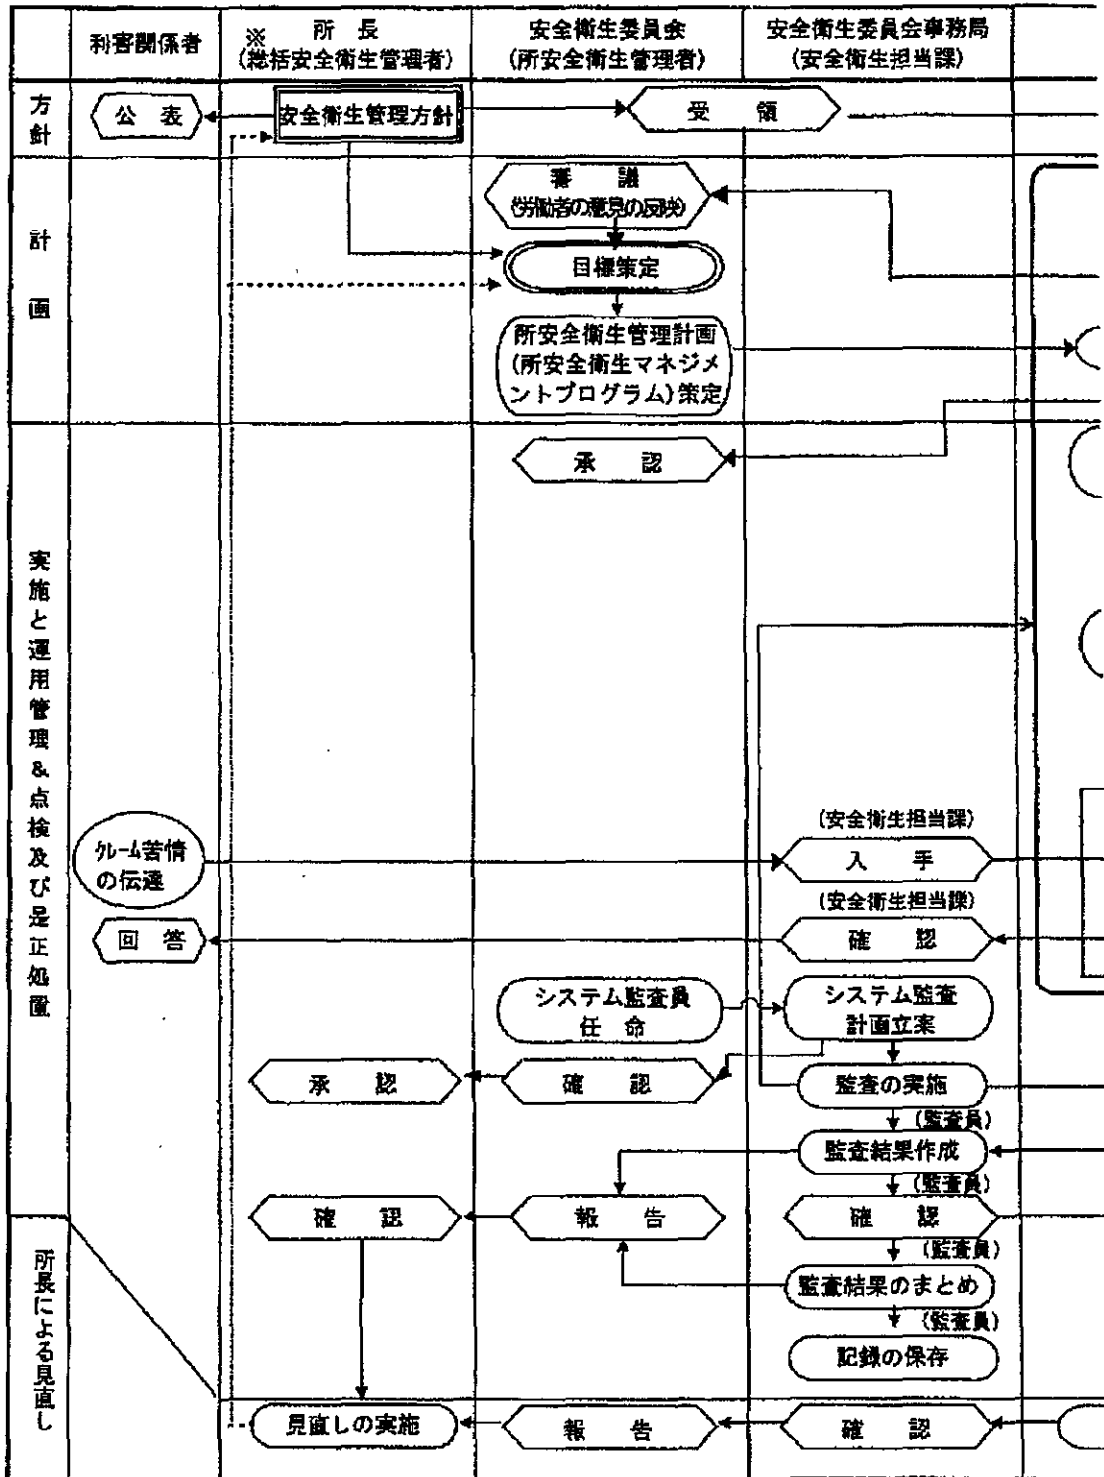 利害関係者
※ 所 長
(総括安全衛生管理者)
安全衛生委員会
(所安全衛生管理者)
安全衛生委員会事務局
(安全衛生担当課)
方針
公 表
安全衛生管理方針
受 領
計画
審 議
(労働者の意見の反映)
目標策定
所安全衛生管理計画
(所安全衛生マネジメ
ントプログラム)策定
承 認
実施と運用管理&点検及び是正処置
クレーム苦情
の伝達
(安全衛生担当課)
入 手
(安全衛生担当課)
回 答
確 認
システム監査員
任 命
システム監査
計画立案
承 認
確 認
監査の実施
(監査員)
監査結果作成
(監査員)
確 認
報 告
確 認
(監査員)
監査結果のまとめ
(監査員)
記録の保存
所長による見直し
見直しの実施
報 告
確 認